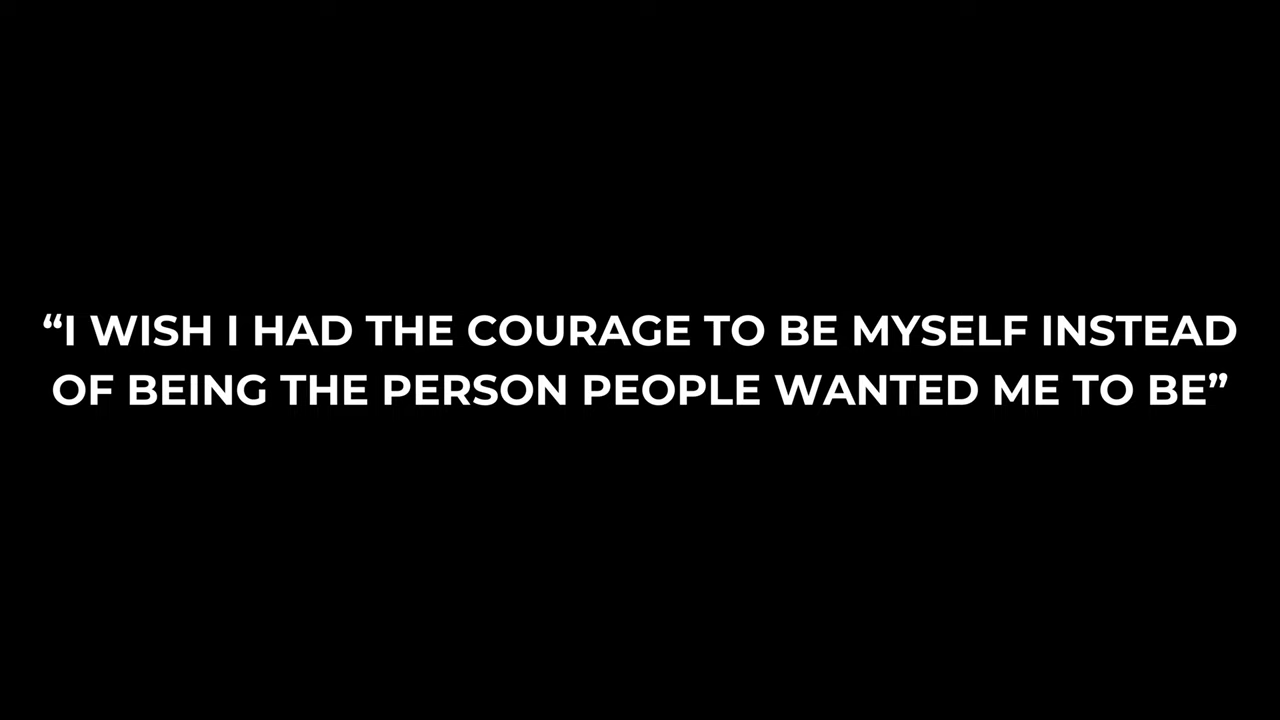 “I WISH I HAD THE COURAGE TO BE MYSELF INSTEAD
OF BEING THE PERSON PEOPLE WANTED ME TO BE”